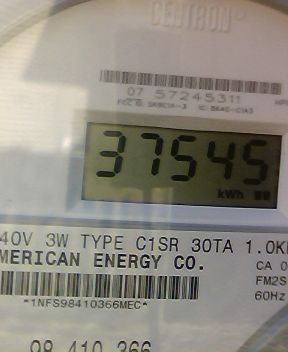 CENTRON®
07 57245311
37545
kWh
40V 3W TYPE C1SR 30TA 1.0K
MERICAN ENERGY CO.
CA 0
FM2S
60Hz
*1NFS98410366MEC*
98 410 366